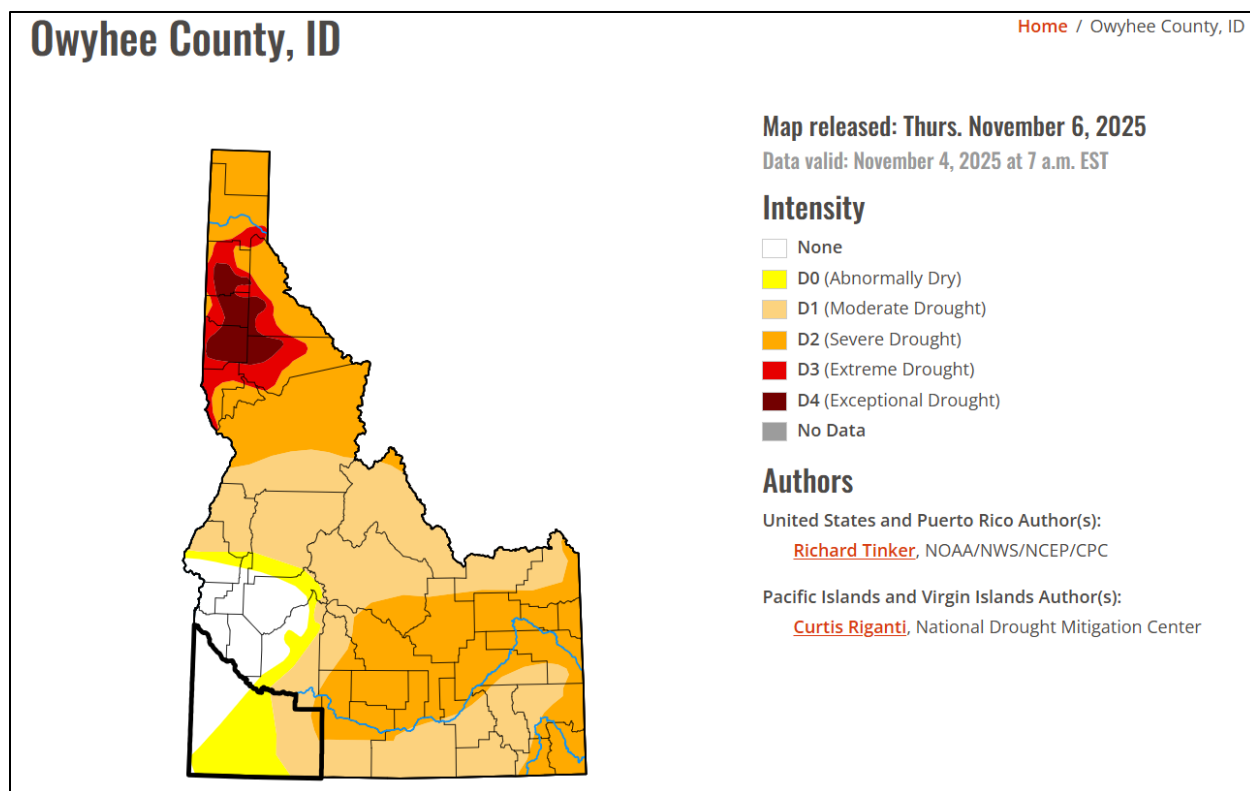 Owyhee County, ID
Home / Owyhee County, ID
Map released: Thurs. November 6, 2025
Data valid: November 4, 2025 at 7 a.m. EST
Intensity
None
D0 (Abnormally Dry)
D1 (Moderate Drought)
D2 (Severe Drought)
D3 (Extreme Drought)
D4 (Exceptional Drought)
No Data
Authors
United States and Puerto Rico Author(s):
Richard Tinker, NOAA/NWS/NCEP/CPC
Pacific Islands and Virgin Islands Author(s):
Curtis Riganti, National Drought Mitigation Center